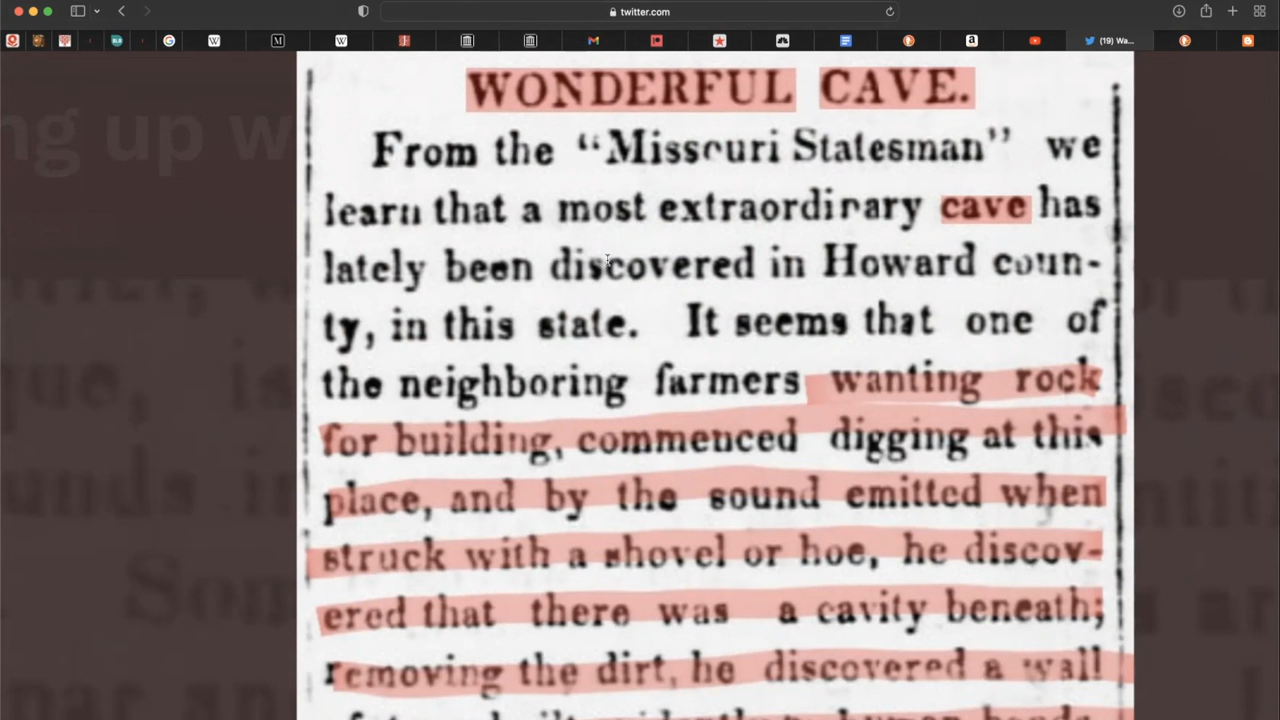 twitter.com
(19) Wa...
WONDERFUL CAVE.
From the "Missouri Statesman" we
learn that a most extraordinary cave has
lately been discovered in Howard coun-
ty, in this state. It seems that one of
the neighboring farmers wanting rock
for building, commenced digging at this
place, and by the sound emitted when
struck with a shovel or hoe, he discov-
ered that there was a cavity beneath;
removing the dirt, he discovered a wall